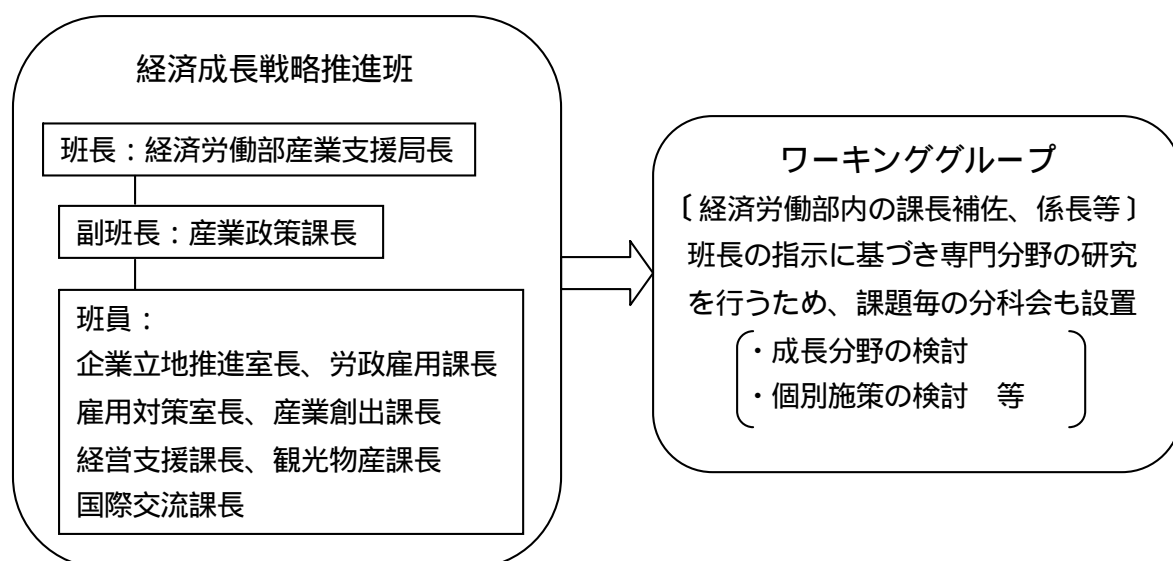 経済成長戦略推進班
班長：経済労働部産業支援局長
副班長：産業政策課長
班員：
企業立地推進室長、労政雇用課長
雇用対策室長、産業創出課長
経営支援課長、観光物産課長
国際交流課長
ワーキンググループ
〔経済労働部内の課長補佐、係長等〕
班長の指示に基づき専門分野の研究
を行うため、課題毎の分科会も設置
・成長分野の検討
・個別施策の検討　等